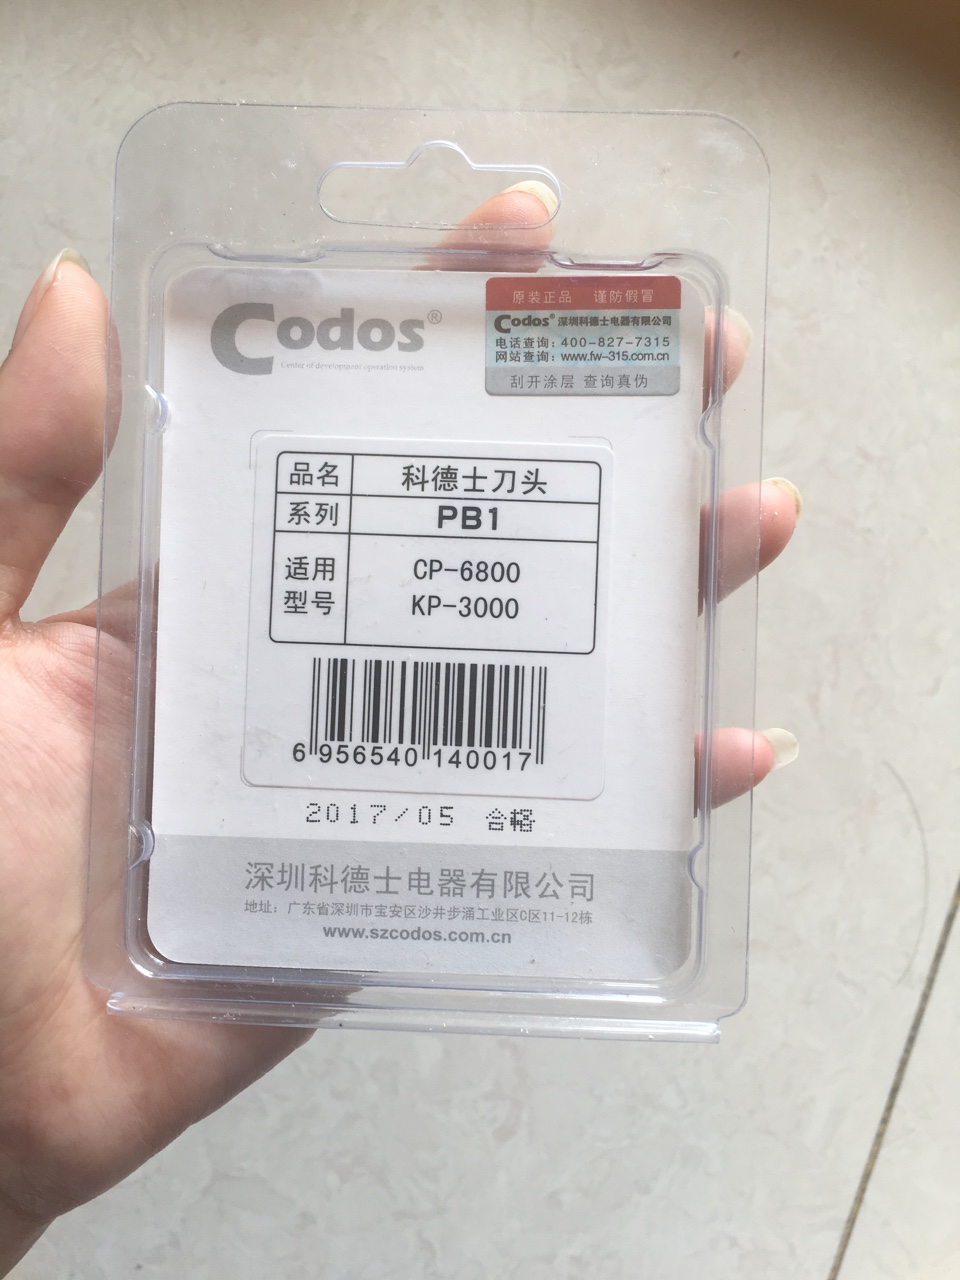 Codos®
Center of development operation system
原装正品 谨防假冒
Codos® 深圳科德士电器有限公司
电话查询：400-827-7315
网站查询：www.fw-315.com.cn
刮开涂层 查询真伪
品名 科德士刀头
系列 PB1
适用型号 CP-6800
KP-3000
6 956540 140017
2017/05 合格
深圳科德士电器有限公司
地址：广东省深圳市宝安区沙井步涌工业区C区11-12栋
www.szcodos.com.cn